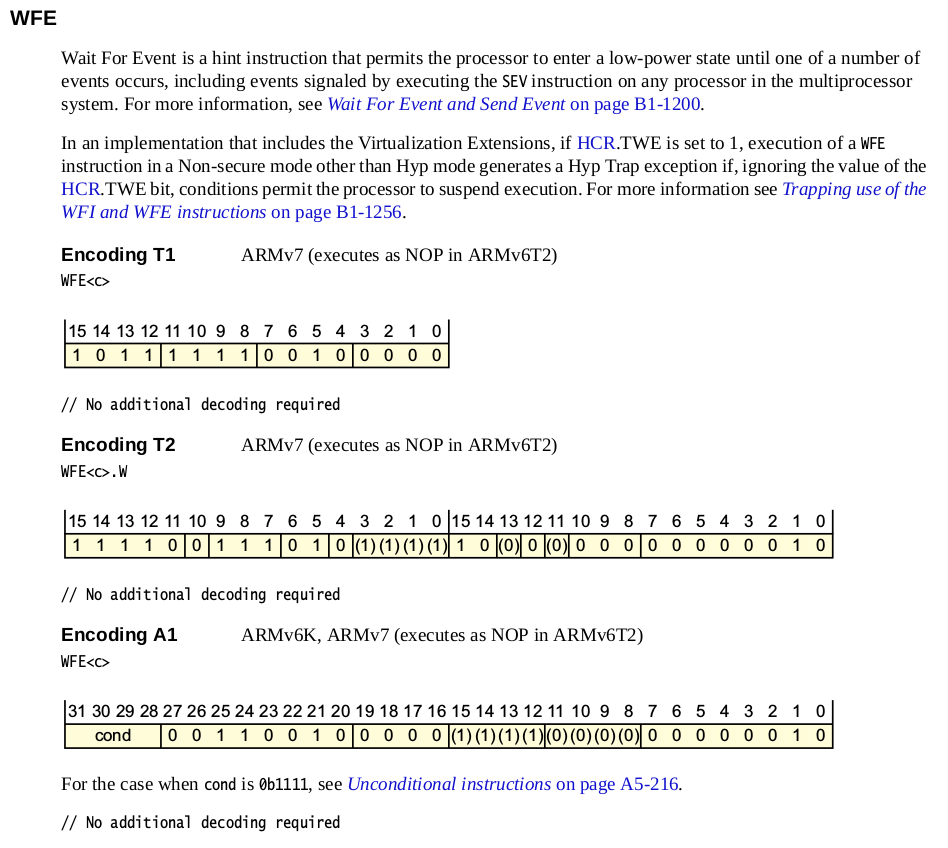 WFE
Wait For Event is a hint instruction that permits the processor to enter a low-power state until one of a number of
events occurs, including events signaled by executing the SEV instruction on any processor in the multiprocessor
system. For more information, see Wait For Event and Send Event on page B1-1200.
In an implementation that includes the Virtualization Extensions, if HCR.TWE is set to 1, execution of a WFE
instruction in a Non-secure mode other than Hyp mode generates a Hyp Trap exception if, ignoring the value of the
HCR.TWE bit, conditions permit the processor to suspend execution. For more information see Trapping use of the
WFI and WFE instructions on page B1-1256.
Encoding T1 ARMv7 (executes as NOP in ARMv6T2)
WFE<c>
15 14 13 12 11 10 9 8 7 6 5 4 3 2 1 0
1 0 1 1 1 1 1 1 0 0 1 0 0 0 0 0
// No additional decoding required
Encoding T2 ARMv7 (executes as NOP in ARMv6T2)
WFE<c>.W
15 14 13 12 11 10 9 8 7 6 5 4 3 2 1 0 15 14 13 12 11 10 9 8 7 6 5 4 3 2 1 0
1 1 1 1 0 0 1 1 1 0 1 0 (1) (1) (1) (1) 1 0 (0) 0 (0) 0 0 0 0 0 0 0 0 0 1 0
// No additional decoding required
Encoding A1 ARMv6K, ARMv7 (executes as NOP in ARMv6T2)
WFE<c>
31 30 29 28 27 26 25 24 23 22 21 20 19 18 17 16 15 14 13 12 11 10 9 8 7 6 5 4 3 2 1 0
cond 0 0 1 1 0 0 1 0 0 0 0 0 (1) (1) (1) (1) (0) (0) (0) (0) 0 0 0 0 0 0 1 0
For the case when cond is 0b1111, see Unconditional instructions on page A5-216.
// No additional decoding required